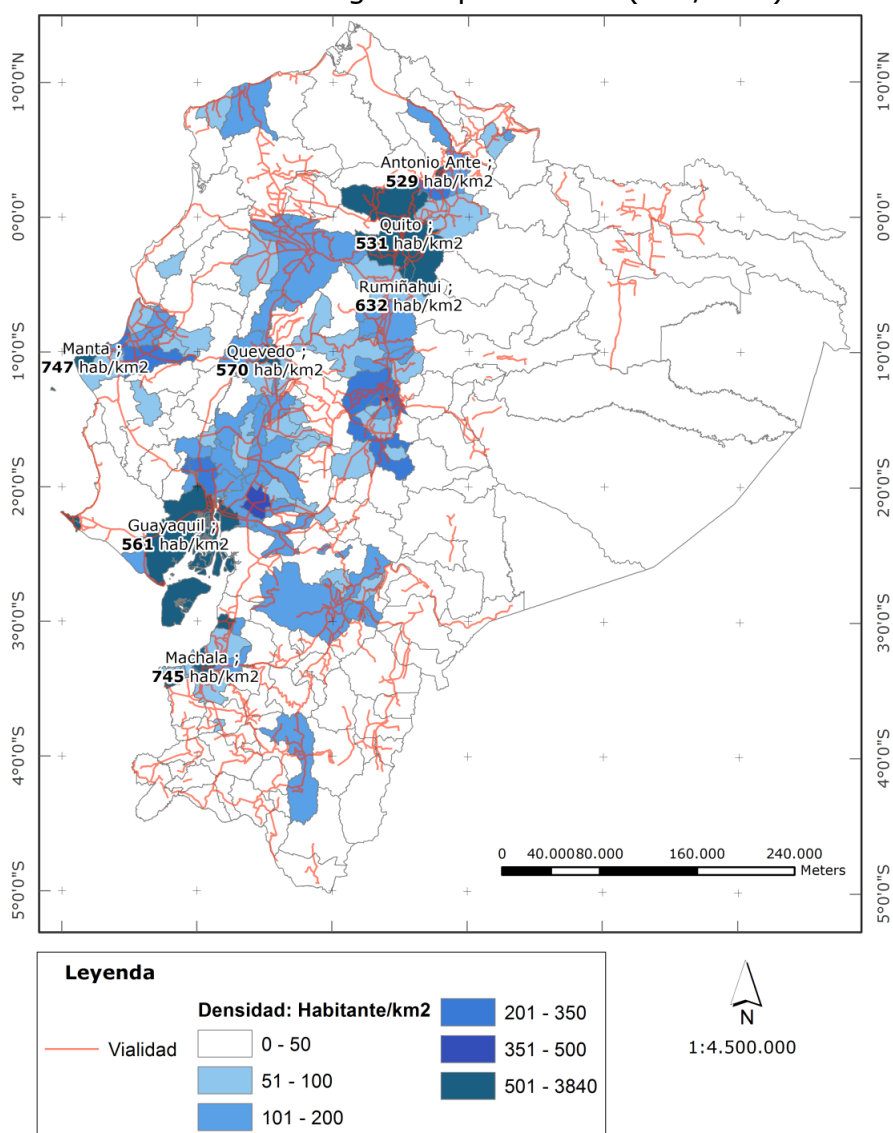 1°0'0"N
1°0'0"N
Antonio Ante ;
529 hab/km2
0°0'0"
0°0'0"
Quito ;
531 hab/km2
Rumiñahui ;
632 hab/km2
Manta ;
747 hab/km2
Quevedo ;
570 hab/km2
1°0'0"S
1°0'0"S
2°0'0"S
2°0'0"S
Guayaquil ;
561 hab/km2
3°0'0"S
3°0'0"S
Machala ;
745 hab/km2
4°0'0"S
4°0'0"S
0 40.00080.000 160.000 240.000
Meters
5°0'0"S
5°0'0"S
Leyenda
Densidad: Habitante/km2
Vialidad
0 - 50
51 - 100
101 - 200
201 - 350
351 - 500
501 - 3840
N
1:4.500.000